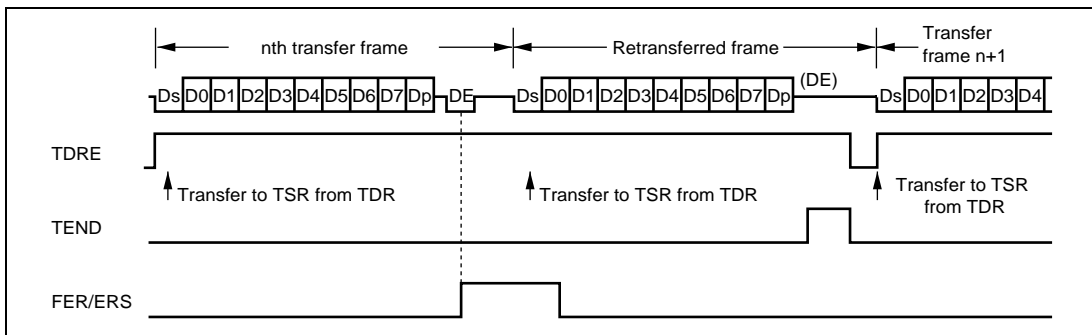 nth transfer frame
Retransferred frame
Transfer
frame n+1
Ds D0 D1 D2 D3 D4 D5 D6 D7 Dp DE
Ds D0 D1 D2 D3 D4 D5 D6 D7 Dp (DE)
Ds D0 D1 D2 D3 D4
TDRE
Transfer to TSR from TDR
Transfer to TSR from TDR
Transfer to TSR
from TDR
TEND
FER/ERS